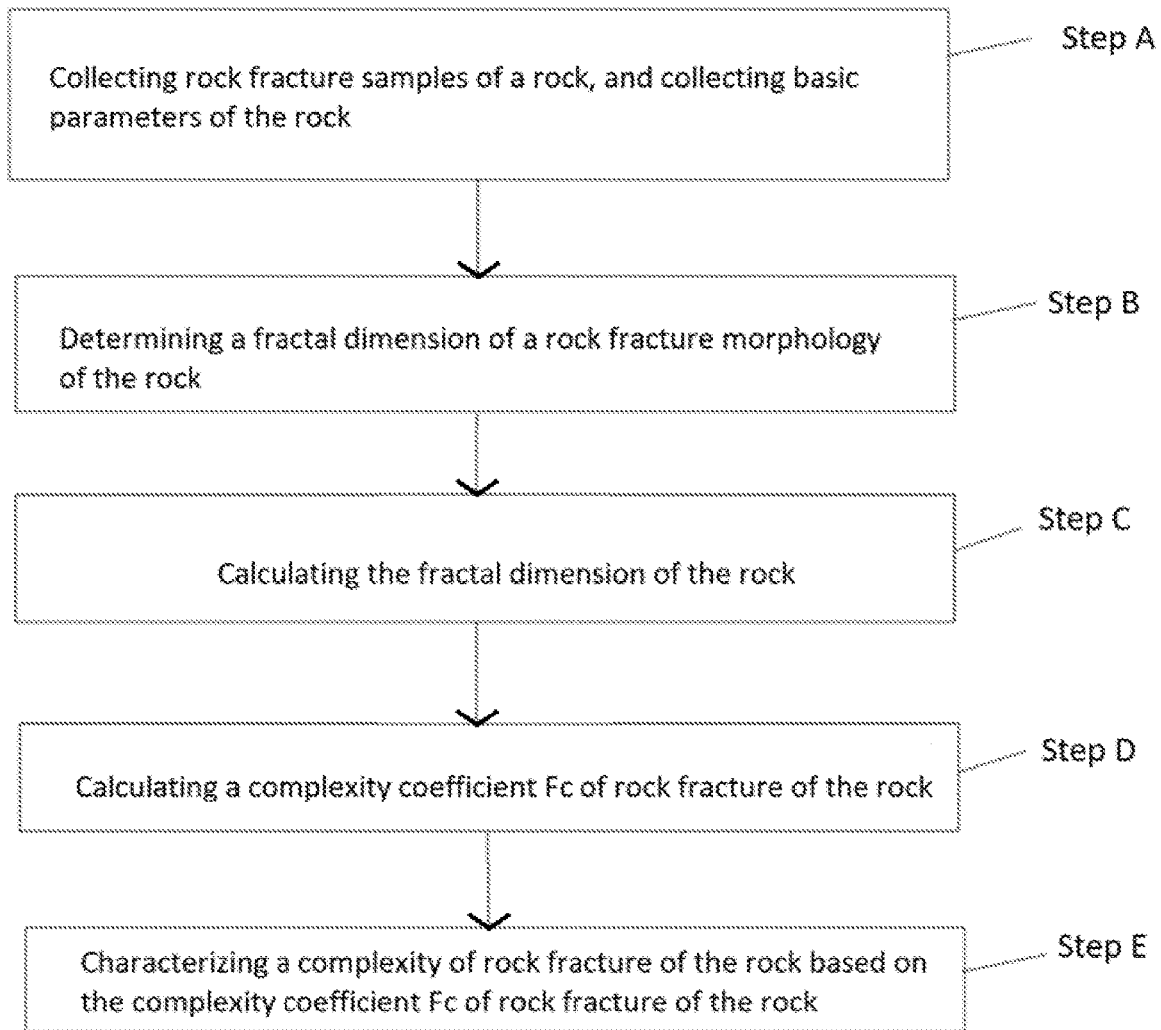 Step A
Collecting rock fracture samples of a rock, and collecting basic
parameters of the rock
Step B
Determining a fractal dimension of a rock fracture morphology
of the rock
Step C
Calculating the fractal dimension of the rock
Step D
Calculating a complexity coefficient Fc of rock fracture of the rock
Step E
Characterizing a complexity of rock fracture of the rock based on
the complexity coefficient Fc of rock fracture of the rock